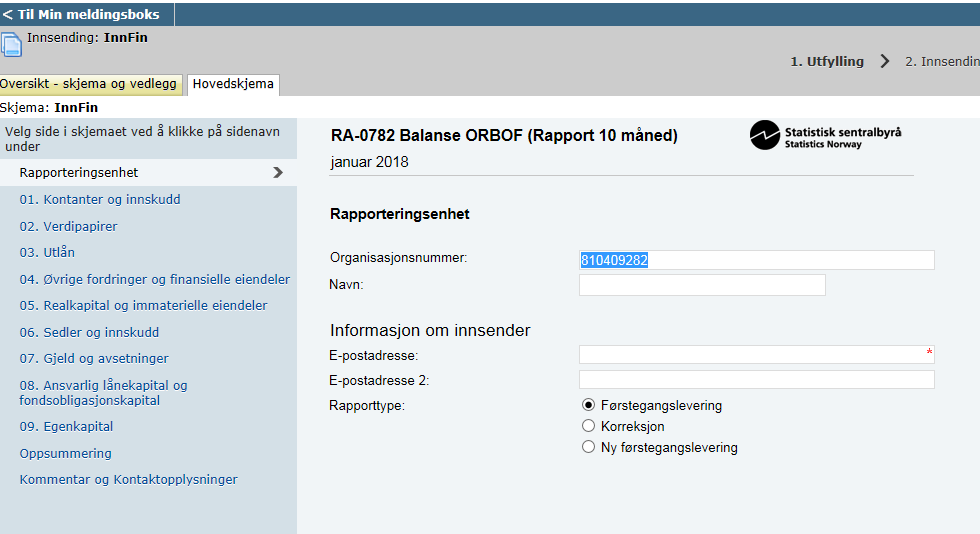 < Til Min meldingsboks
Innsending: InnFin
1. Utfylling > 2. Innsendin
Oversikt - skjema og vedlegg
Hovedskjema
Skjema: InnFin
Velg side i skjemaet ved å klikke på sidenavn
under
Rapporteringsenhet
01. Kontanter og innskudd
02. Verdipapirer
03. Utlån
04. Øvrige fordringer og finansielle eiendeler
05. Realkapital og immaterielle eiendeler
06. Sedler og innskudd
07. Gjeld og avsetninger
08. Ansvarlig lånekapital og
fondsobligasjonskapital
09. Egenkapital
Oppsummering
Kommentar og Kontaktopplysninger
RA-0782 Balanse ORBOF (Rapport 10 måned)
januar 2018
Statistisk sentralbyrå
Statistics Norway
Rapporteringsenhet
Organisasjonsnummer: 810409282
Navn:
Informasjon om innsender
E-postadresse: *
E-postadresse 2:
Rapporttype: Førstegangslevering
Korreksjon
Ny førstegangslevering